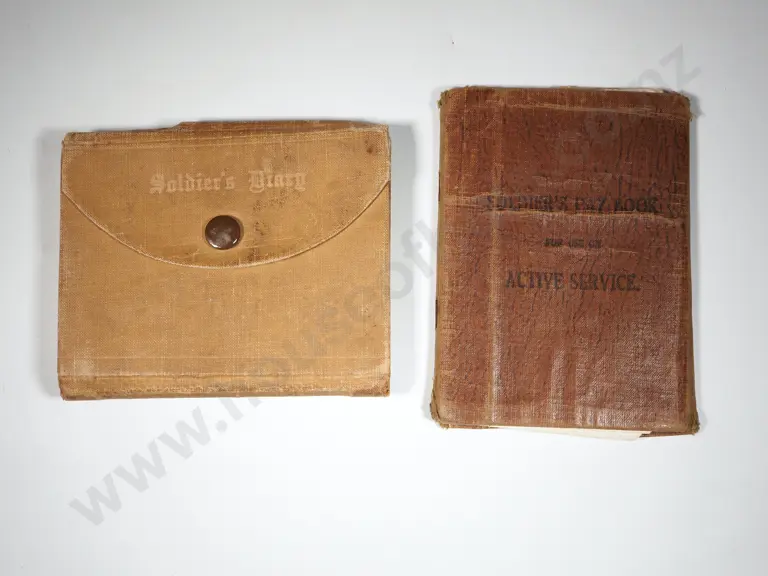 Soldier's Diary
SOLDIER'S PAY BOOK
FOR USE ON
ACTIVE SERVICE.